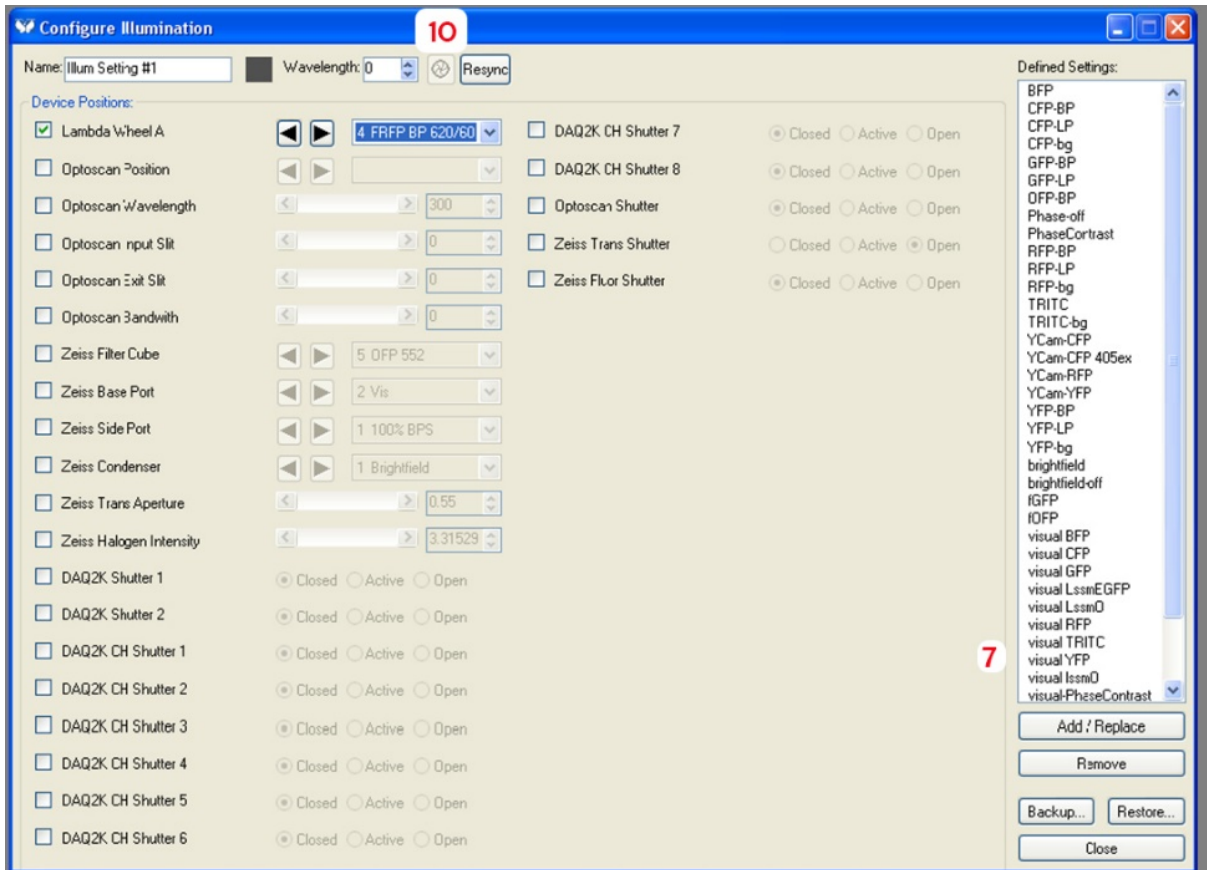 Configure Illumination
10
Name: Illum Setting #1 Wavelength: 0 Resync
Device Positions:
Lambda Wheel A 4 FRFP BP 620/60
Optoscan Position
Optoscan Wavelength 300
Optoscan Input Slit 0
Optoscan Exit Slit 0
Optoscan Bandwith 0
Zeiss Filter Cube 5 OFP 552
Zeiss Base Port 2 Vis
Zeiss Side Port 1 100% BPS
Zeiss Condenser 1 Brightfield
Zeiss Trans Aperture 0.55
Zeiss Halogen Intensity 3.31529
DAQ2K Shutter 1 Closed Active Open
DAQ2K Shutter 2 Closed Active Open
DAQ2K CH Shutter 1 Closed Active Open
DAQ2K CH Shutter 2 Closed Active Open
DAQ2K CH Shutter 3 Closed Active Open
DAQ2K CH Shutter 4 Closed Active Open
DAQ2K CH Shutter 5 Closed Active Open
DAQ2K CH Shutter 6 Closed Active Open
DAQ2K CH Shutter 7 Closed Active Open
DAQ2K CH Shutter 8 Closed Active Open
Optoscan Shutter Closed Active Open
Zeiss Trans Shutter Closed Active Open
Zeiss Fluor Shutter Closed Active Open
7
Defined Settings:
BFP
CFP-BP
CFP-LP
CFP-bg
GFP-BP
GFP-LP
OFP-BP
Phase-off
PhaseContrast
RFP-BP
RFP-LP
RFP-bg
TRITC
TRITC-bg
YCam-CFP
YCam-CFP 405ex
YCam-RFP
YCam-YFP
YFP-BP
YFP-LP
YFP-bg
brightfield
brightfield-off
fGFP
fOFP
visual BFP
visual CFP
visual GFP
visual LssmEGFP
visual LssmO
visual RFP
visual TRITC
visual YFP
visual lssmO
visual-PhaseContrast
Add / Replace
Remove
Backup... Restore...
Close